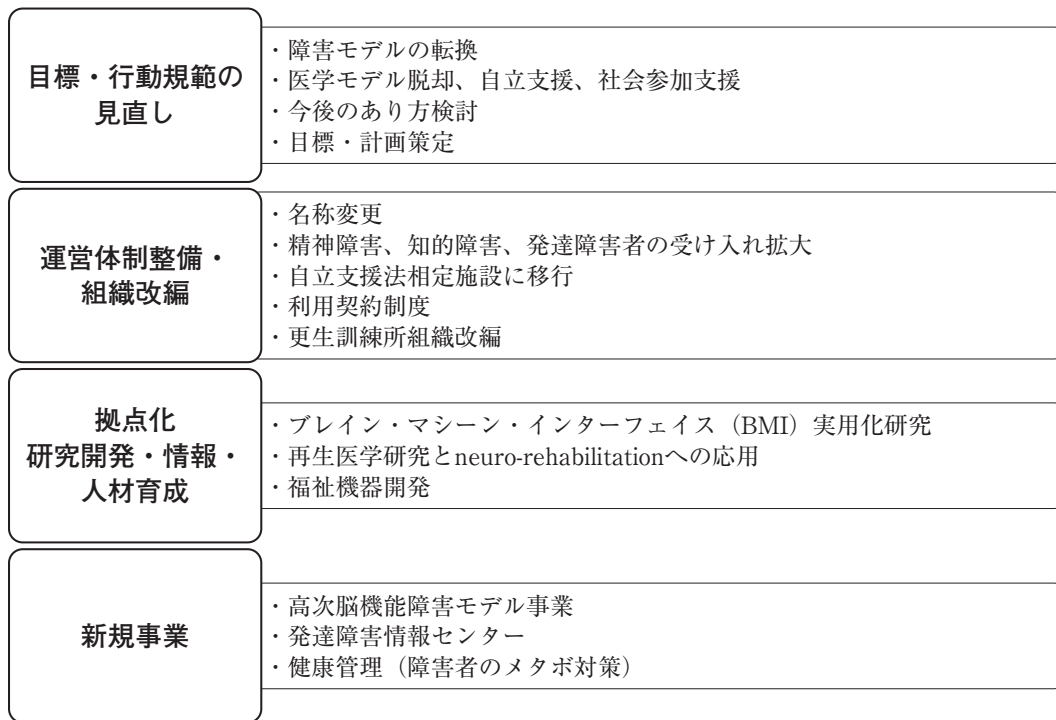 目標・行動規範の
見直し
・障害モデルの転換
・医学モデル脱却、自立支援、社会参加支援
・今後のあり方検討
・目標・計画策定
運営体制整備・
組織改編
・名称変更
・精神障害、知的障害、発達障害者の受け入れ拡大
・自立支援法相定施設に移行
・利用契約制度
・更生訓練所組織改編
拠点化
研究開発・情報・
人材育成
・ブレイン・マシーン・インターフェイス（BMI）実用化研究
・再生医学研究とneuro-rehabilitationへの応用
・福祉機器開発
新規事業
・高次脳機能障害モデル事業
・発達障害情報センター
・健康管理（障害者のメタボ対策）